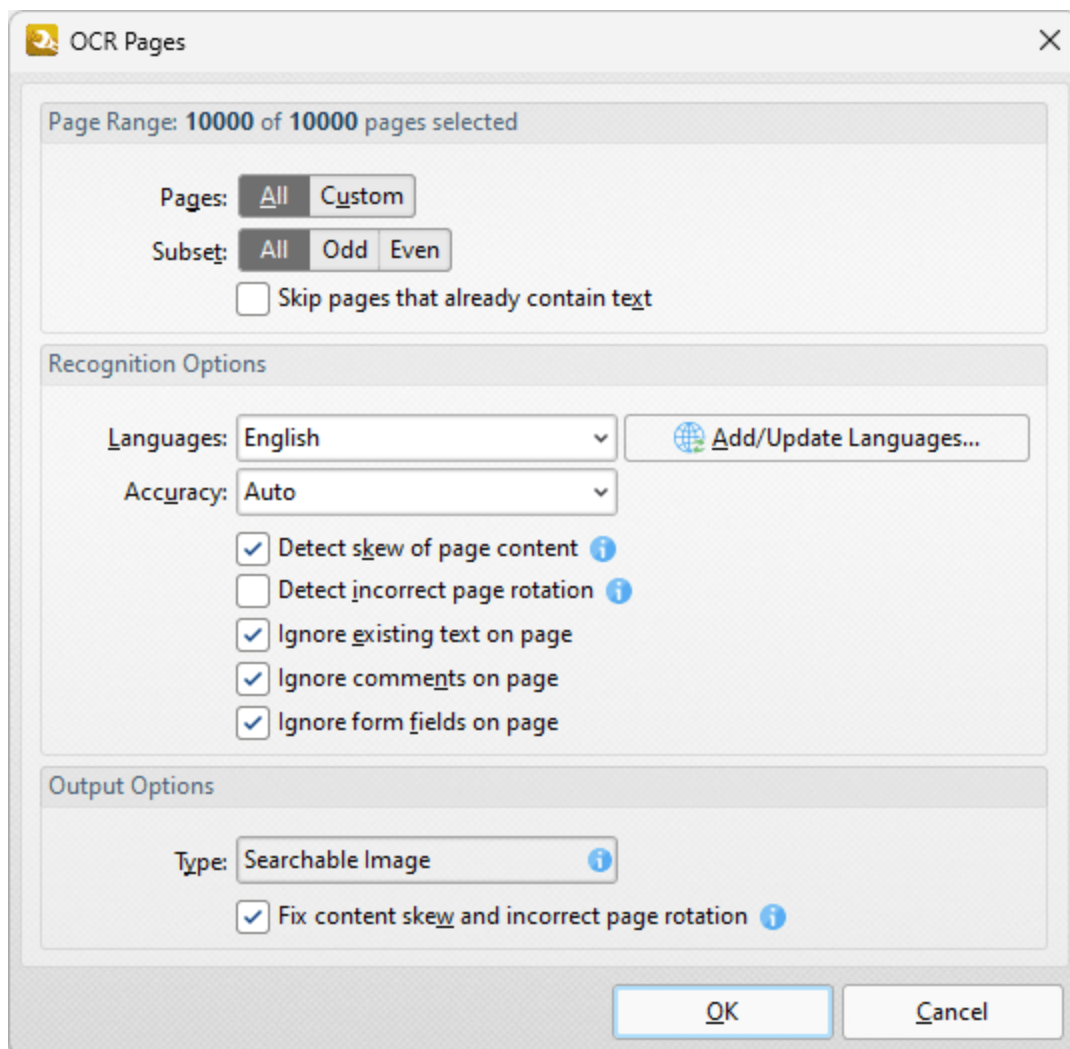 OCR Pages
Page Range: 10000 of 10000 pages selected
Pages: All Custom
Subset: All Odd Even
Skip pages that already contain text
Recognition Options
Languages: English Add/Update Languages...
Accuracy: Auto
Detect skew of page content
Detect incorrect page rotation
Ignore existing text on page
Ignore comments on page
Ignore form fields on page
Output Options
Type: Searchable Image
Fix content skew and incorrect page rotation
OK Cancel